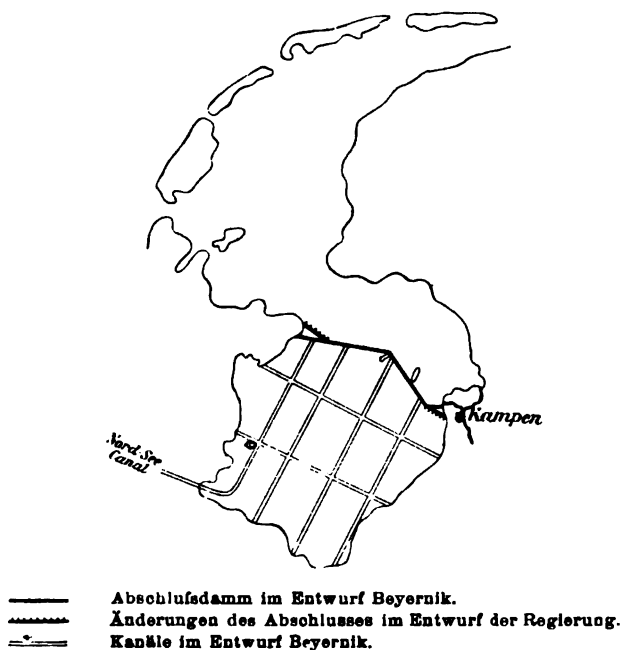 Kampen
Nord See
Canal
Abschlufsdamm im Entwurf Beyernik.
Änderungen des Abschlusses im Entwurf der Regierung.
Kanäle im Entwurf Beyernik.